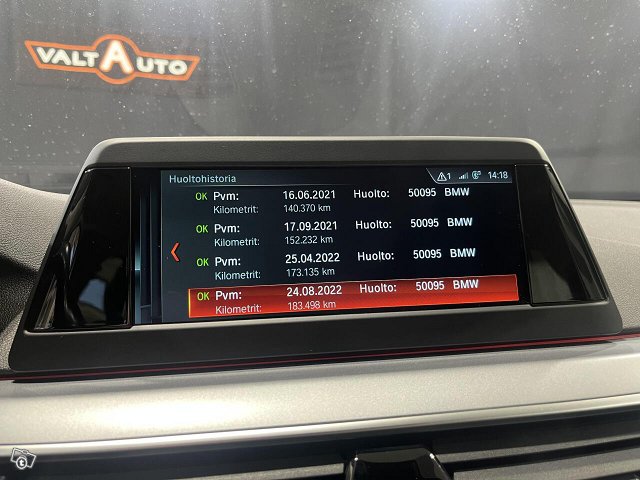 VALTAUTO
Huoltohistoria 1 14:18
OK Pvm: 16.06.2021 Huolto: 50095 BMW
Kilometrit: 140.370 km
OK Pvm: 17.09.2021 Huolto: 50095 BMW
Kilometrit: 152.232 km
OK Pvm: 25.04.2022 Huolto: 50095 BMW
Kilometrit: 173.135 km
OK Pvm: 24.08.2022 Huolto: 50095 BMW
Kilometrit: 183.498 km